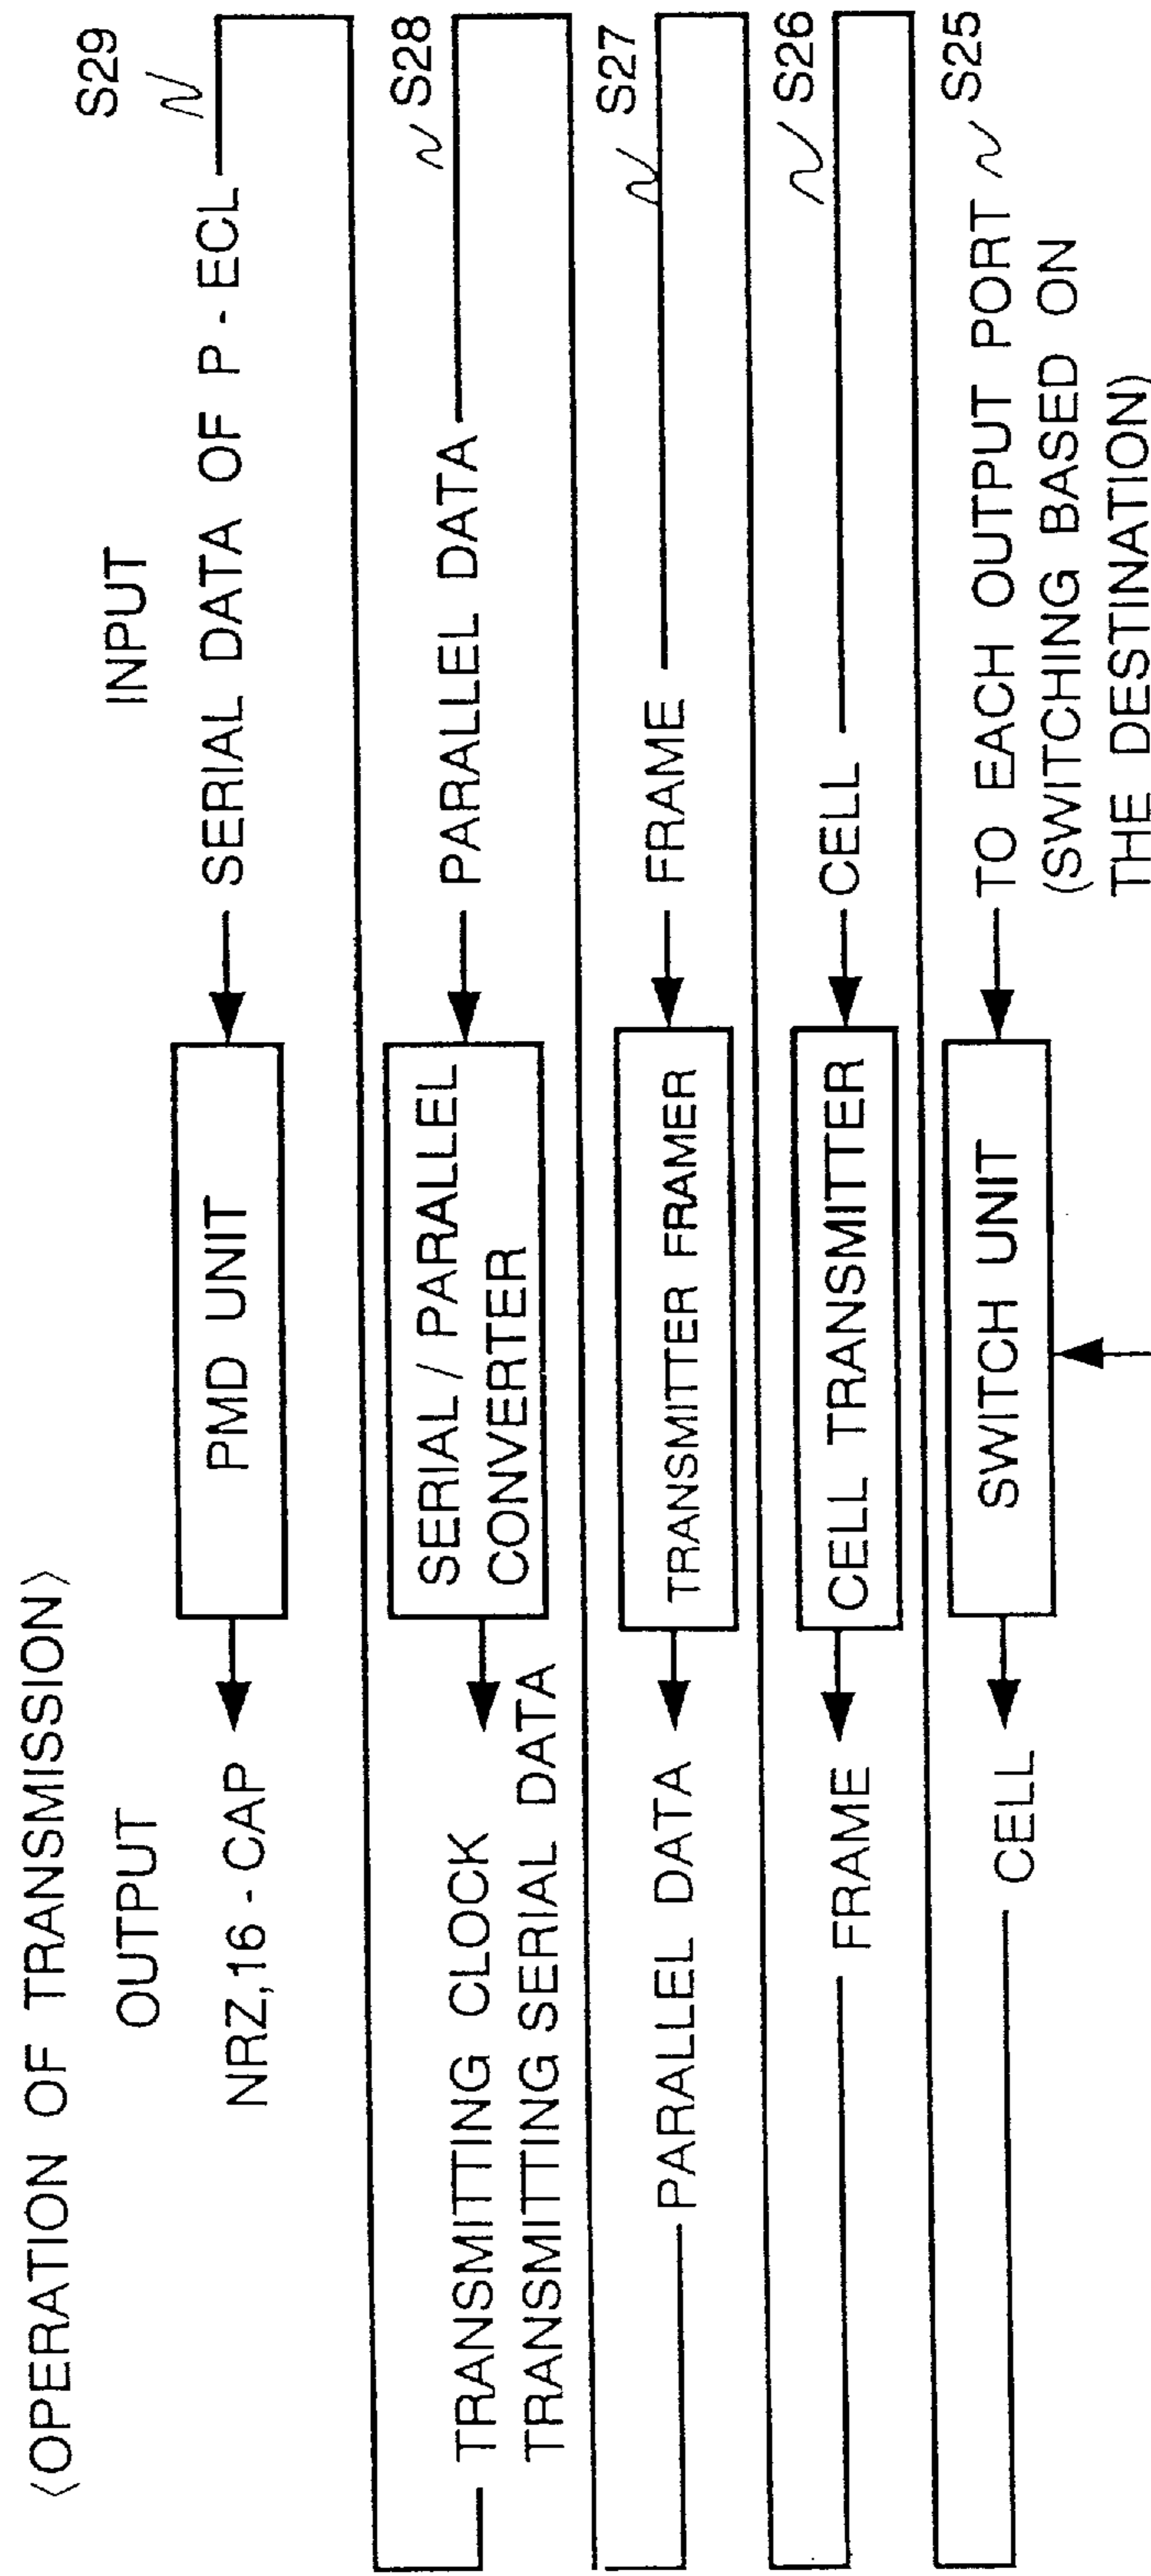 〈OPERATION OF TRANSMISSION〉
OUTPUT
INPUT
NRZ,16 - CAP
PMD UNIT
SERIAL DATA OF P - ECL
S29
TRANSMITTING CLOCK
TRANSMITTING SERIAL DATA
SERIAL / PARALLEL
CONVERTER
PARALLEL DATA
S28
PARALLEL DATA
TRANSMITTER FRAMER
FRAME
S27
FRAME
CELL TRANSMITTER
CELL
S26
CELL
SWITCH UNIT
TO EACH OUTPUT PORT
(SWITCHING BASED ON
THE DESTINATION)
S25